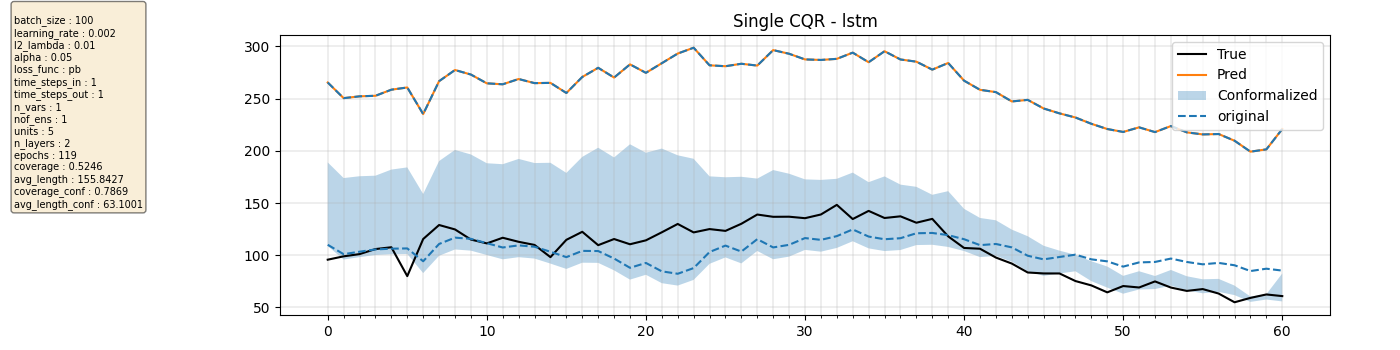 batch_size : 100
learning_rate : 0.002
l2_lambda : 0.01
alpha : 0.05
loss_func : pb
time_steps_in : 1
time_steps_out : 1
n_vars : 1
nof_ens : 1
units : 5
n_layers : 2
epochs : 119
coverage : 0.5246
avg_length : 155.8427
coverage_conf : 0.7869
avg_length_conf : 63.1001
Single CQR - lstm
300
250
200
150
100
50
0 10 20 30 40 50 60
True
Pred
Conformalized
original